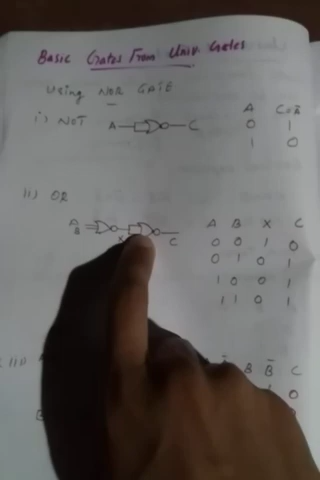 Basic Gates From Univ. Gates
Using NOR GATE
i) NOT A C A C=Ā
0 1
1 0
ii) OR
A B X C A B X C
0 0 1 0
0 1 0 1
1 0 0 1
1 1 0 1
iii) B B̄ C
0